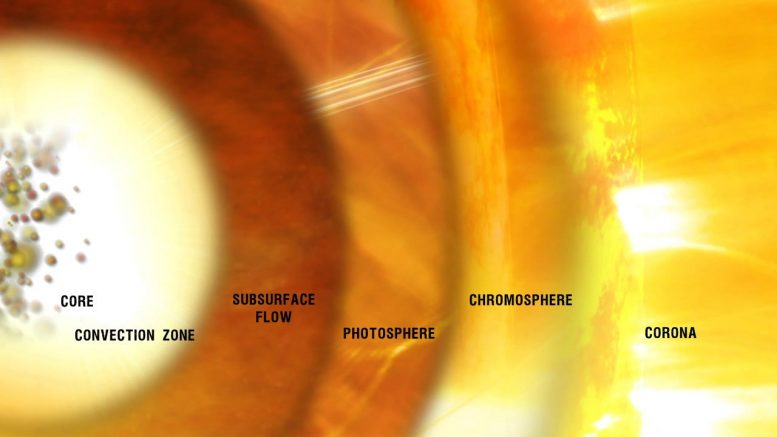 CORE
CONVECTION ZONE
SUBSURFACE
FLOW
PHOTOSPHERE
CHROMOSPHERE
CORONA